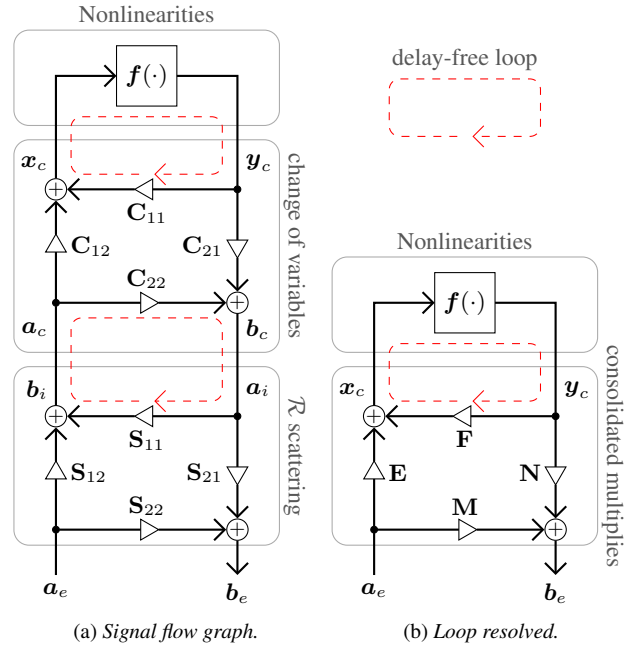 Nonlinearities
f(·)
delay-free loop
x_c
y_c
C_11
C_12
C_21
C_22
a_c
b_c
change of variables
b_i
a_i
S_11
S_12
S_21
S_22
R scattering
a_e
b_e
(a) Signal flow graph.
Nonlinearities
f(·)
x_c
y_c
F
E
N
M
consolidated multiplies
a_e
b_e
(b) Loop resolved.